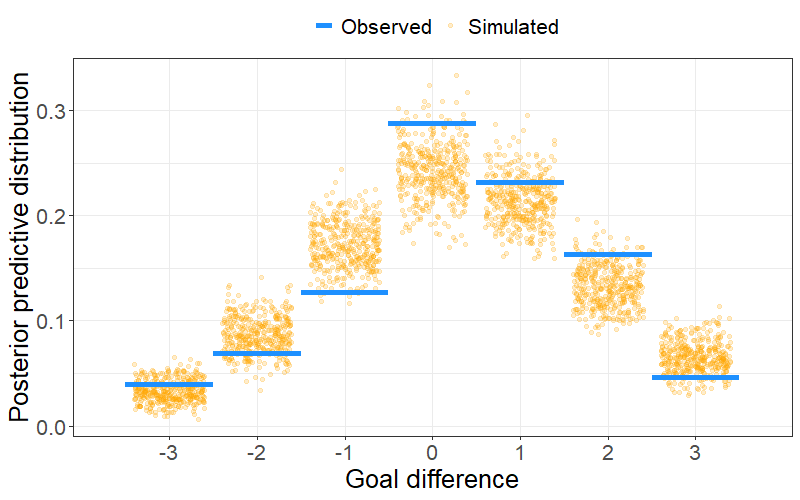 Observed Simulated
Posterior predictive distribution
0.3
0.2
0.1
0.0
-3 -2 -1 0 1 2 3
Goal difference